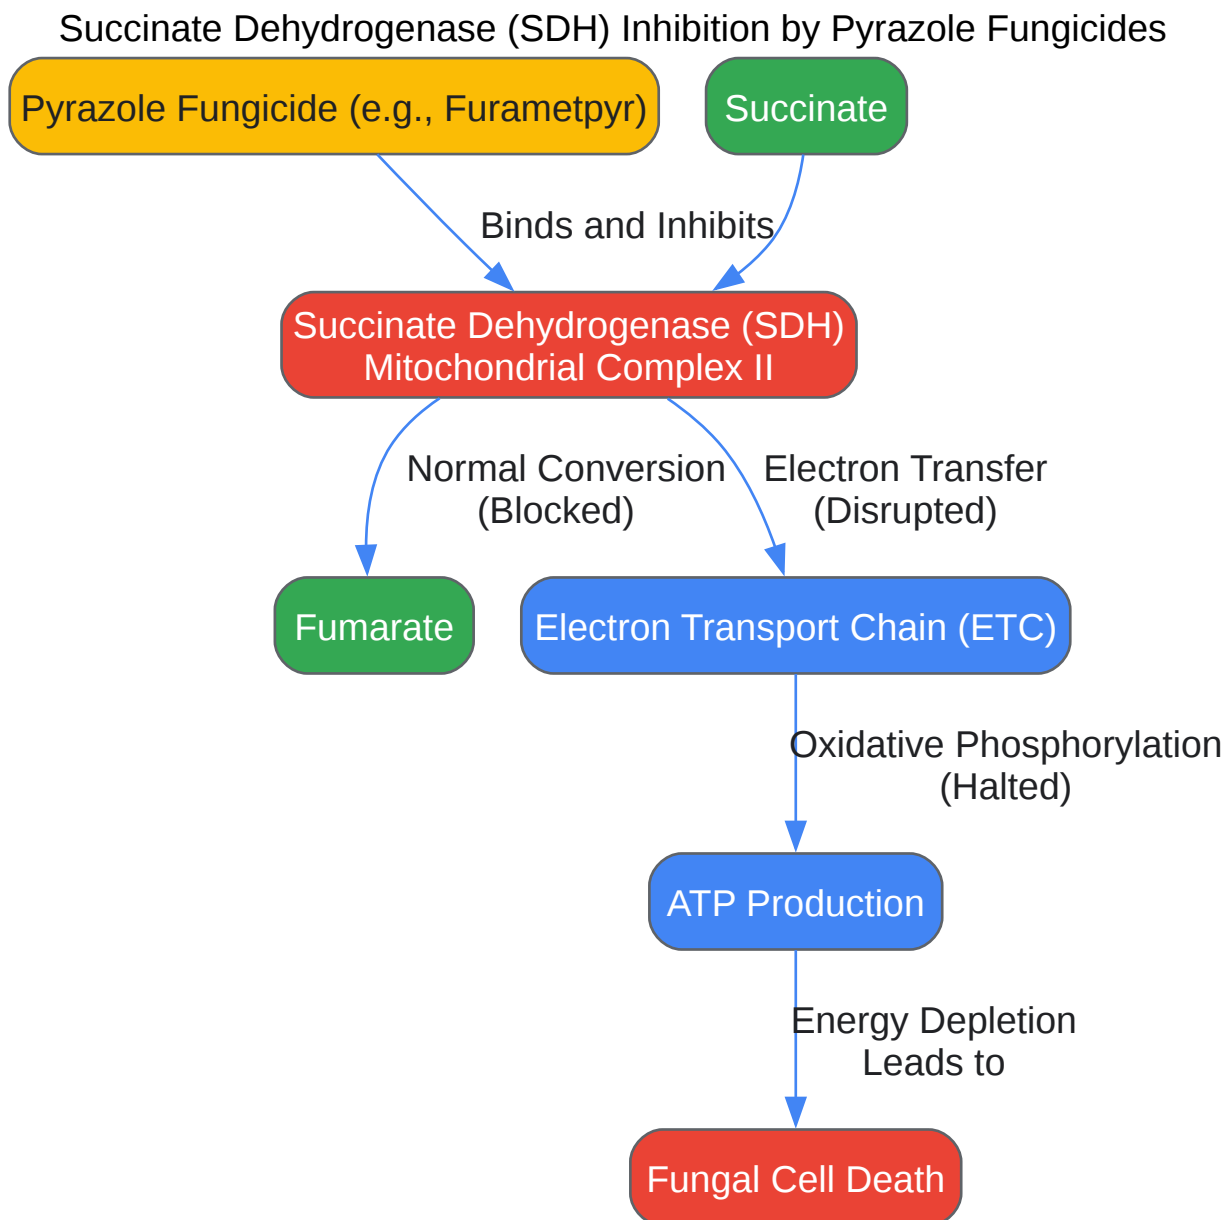 Succinate Dehydrogenase (SDH) Inhibition by Pyrazole Fungicides
Pyrazole Fungicide (e.g., Furametpyr)
Succinate
Binds and Inhibits
Succinate Dehydrogenase (SDH)
Mitochondrial Complex II
Normal Conversion
(Blocked)
Electron Transfer
(Disrupted)
Fumarate
Electron Transport Chain (ETC)
Oxidative Phosphorylation
(Halted)
ATP Production
Energy Depletion
Leads to
Fungal Cell Death